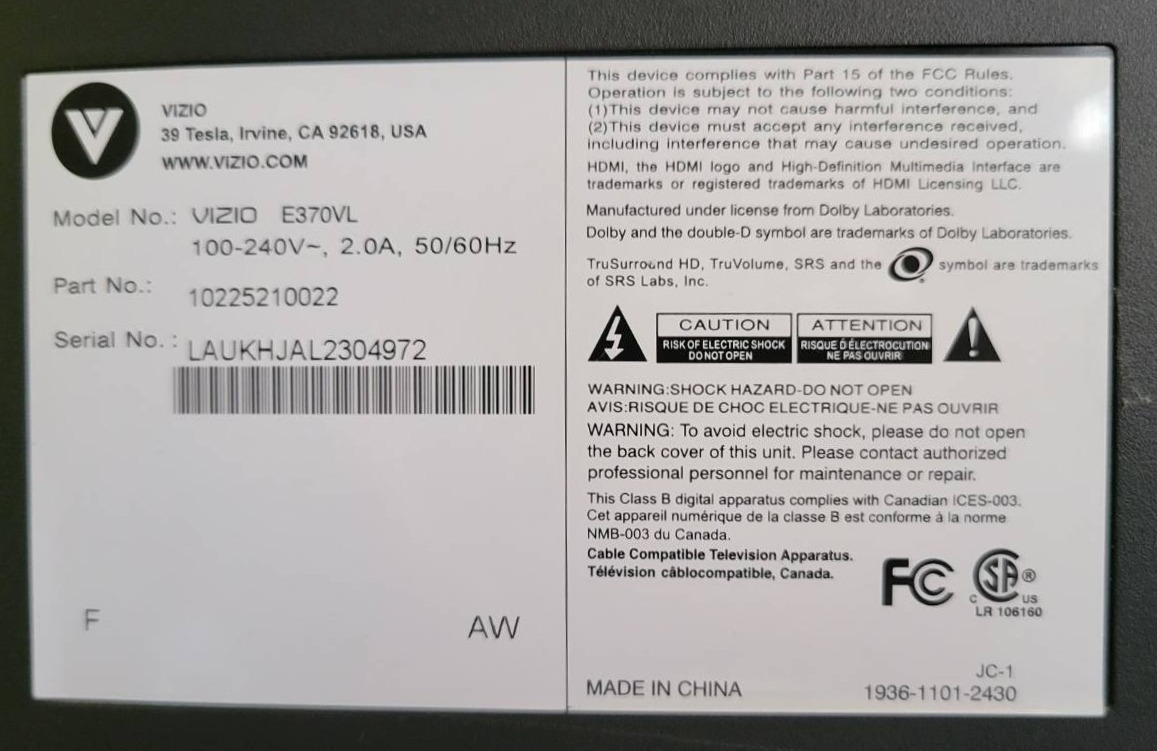 V
VIZIO
39 Tesla, Irvine, CA 92618, USA
WWW.VIZIO.COM
Model No.: VIZIO E370VL
100-240V~, 2.0A, 50/60Hz
Part No.: 10225210022
Serial No. : LAUKHJAL2304972
F
AW
This device complies with Part 15 of the FCC Rules.
Operation is subject to the following two conditions:
(1)This device may not cause harmful interference, and
(2)This device must accept any interference received,
including interference that may cause undesired operation.
HDMI, the HDMI logo and High-Definition Multimedia Interface are
trademarks or registered trademarks of HDMI Licensing LLC.
Manufactured under license from Dolby Laboratories.
Dolby and the double-D symbol are trademarks of Dolby Laboratories.
TruSurround HD, TruVolume, SRS and the symbol are trademarks
of SRS Labs, Inc.
CAUTION
RISK OF ELECTRIC SHOCK
DO NOT OPEN
ATTENTION
RISQUE D ÉLECTROCUTION
NE PAS OUVRIR
WARNING:SHOCK HAZARD-DO NOT OPEN
AVIS:RISQUE DE CHOC ELECTRIQUE-NE PAS OUVRIR
WARNING: To avoid electric shock, please do not open
the back cover of this unit. Please contact authorized
professional personnel for maintenance or repair.
This Class B digital apparatus complies with Canadian ICES-003.
Cet appareil numérique de la classe B est conforme à la norme
NMB-003 du Canada.
Cable Compatible Television Apparatus.
Télévision câblocompatible, Canada.
FC
C SA ® US
LR 106160
MADE IN CHINA
JC-1
1936-1101-2430